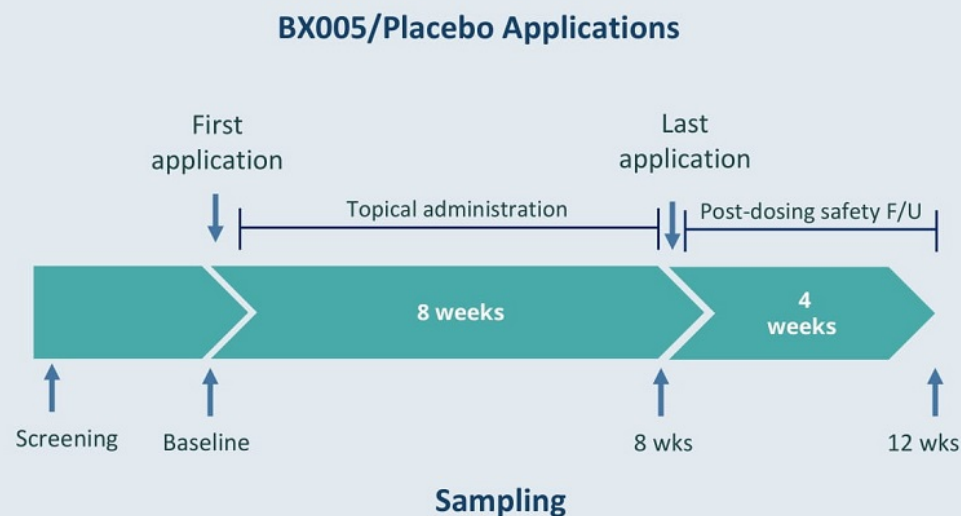 BX005/Placebo Applications
First
application
Last
application
Topical administration
Post-dosing safety F/U
8 weeks
4
weeks
Screening
Baseline
8 wks
12 wks
Sampling